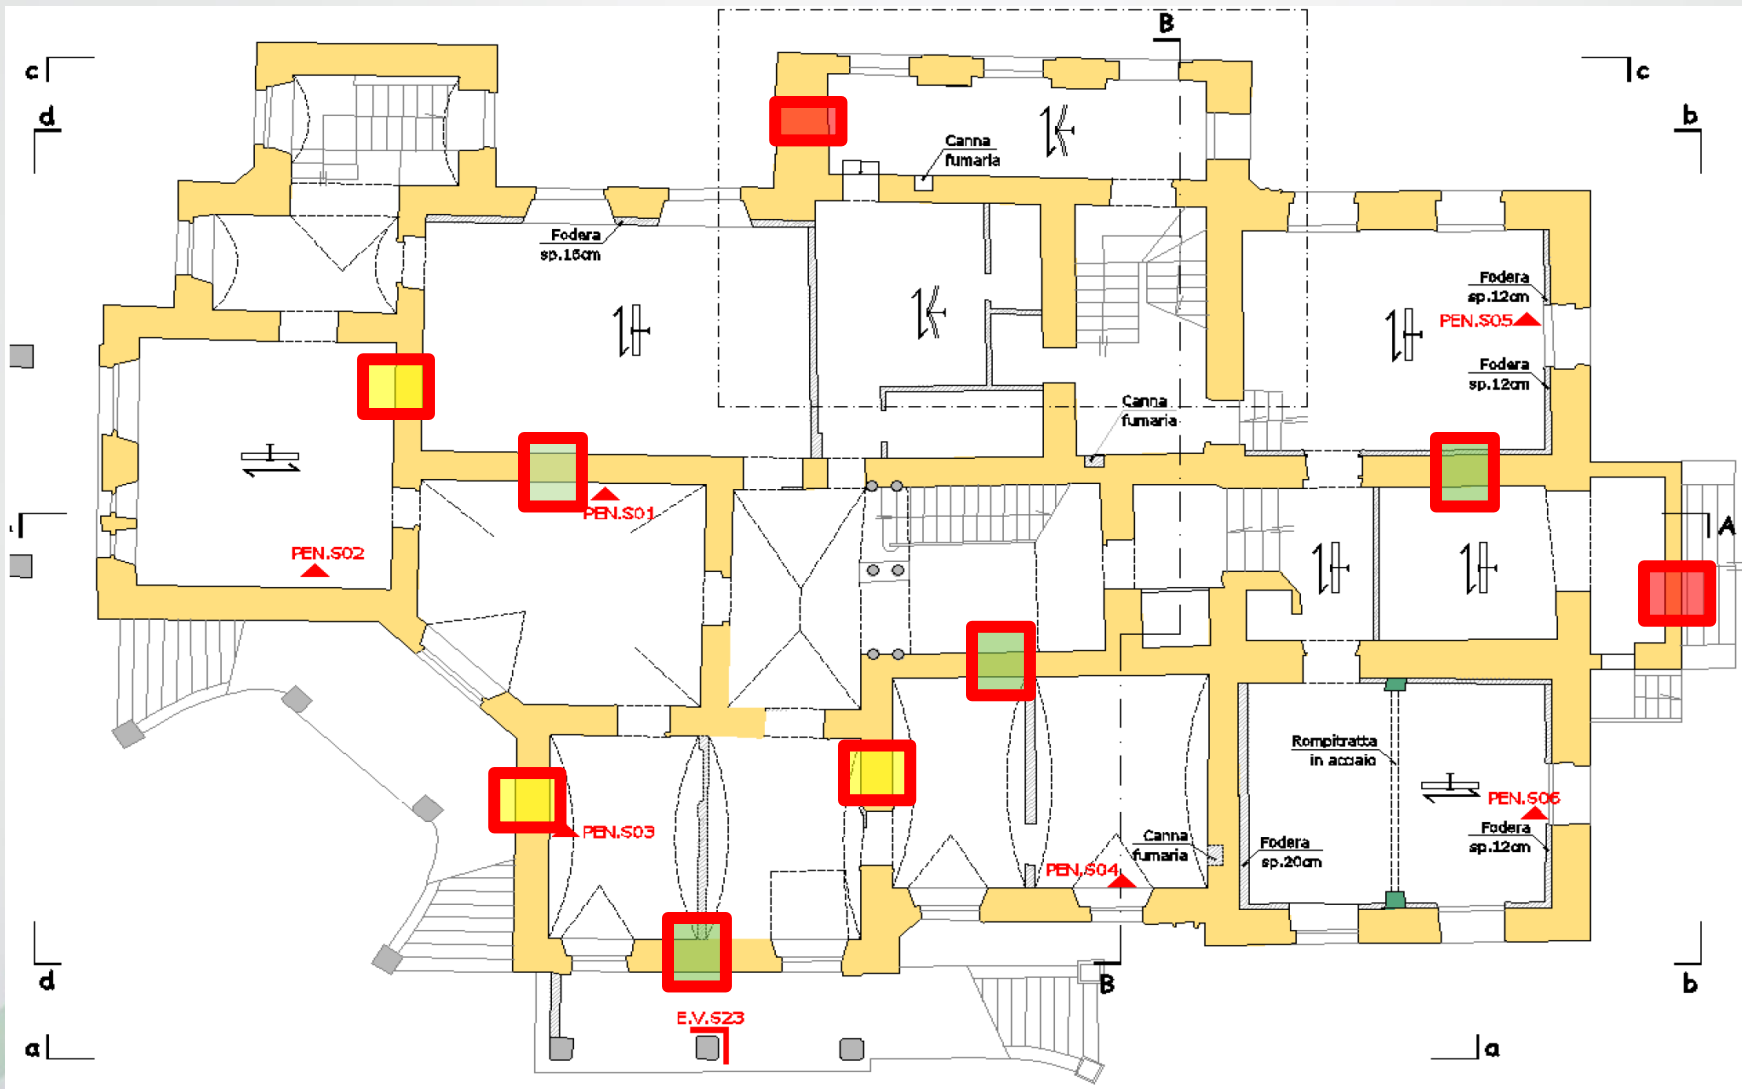 B
c
c
d
b
Canna
fumaria
Fodera
sp.16cm
Fodera
sp.12cm
PEN.S05
Fodera
sp.12cm
Canna
fumaria
I
PEN.S01
A
PEN.S02
Rompitratta
in acciaio
I
PEN.S06
PEN.S03
Canna
fumaria
Fodera
sp.20cm
Fodera
sp.12cm
PEN.S04
d
B
b
E.V.S23
a
a